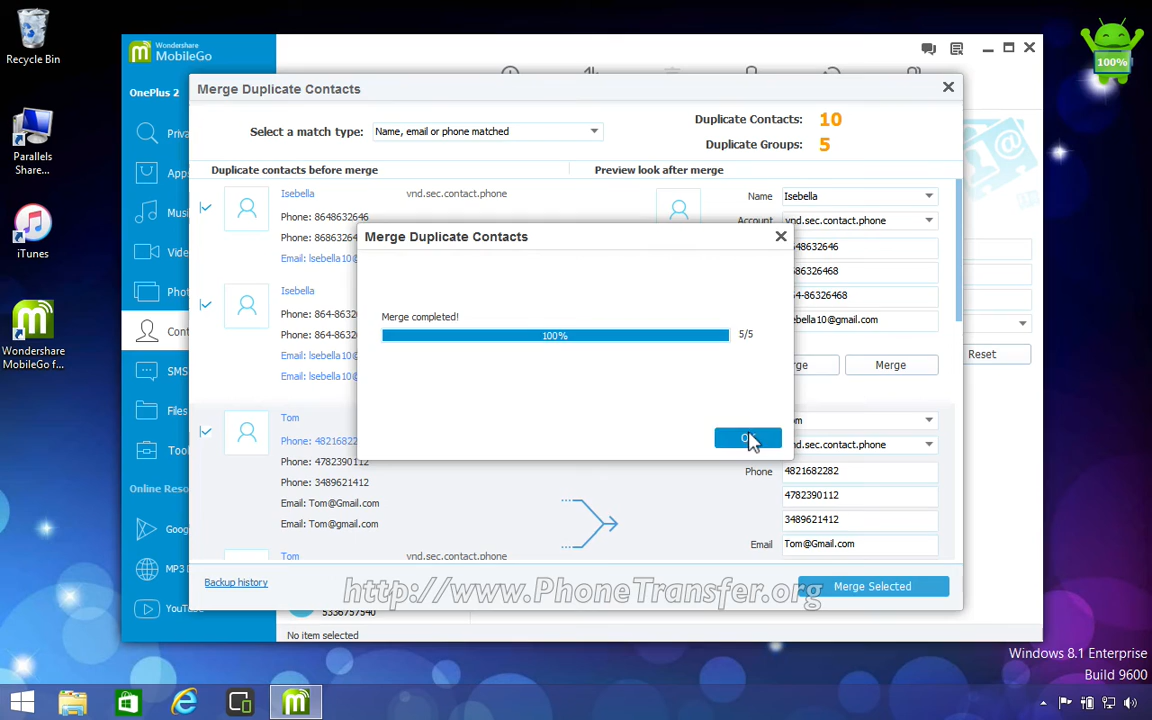 Recycle Bin
Parallels
Share...
iTunes
Wondershare
MobileGo f...
Wondershare
MobileGo
100%
OnePlus 2
Merge Duplicate Contacts
Select a match type:
Name, email or phone matched
Duplicate Contacts: 10
Duplicate Groups: 5
Duplicate contacts before merge
Preview look after merge
Isebella
vnd.sec.contact.phone
Phone: 8648632646
Name
Isebella
Account
vnd.sec.contact.phone
Isebella
Tom
Merge Duplicate Contacts
Merge completed!
100%
5/5
Merge
Reset
Phone: 4782390112
Phone: 3489621412
Email: Tom@Gmail.com
Email: Tom@gmail.com
vnd.sec.contact.phone
Phone
4821682282
4782390112
3489621412
Email
Tom@Gmail.com
Tom
vnd.sec.contact.phone
SMS
Files
Online Reso
YouTube
Backup history
Merge Selected
http://www.PhoneTransfer.org
5336757540
No item selected
Windows 8.1 Enterprise
Build 9600